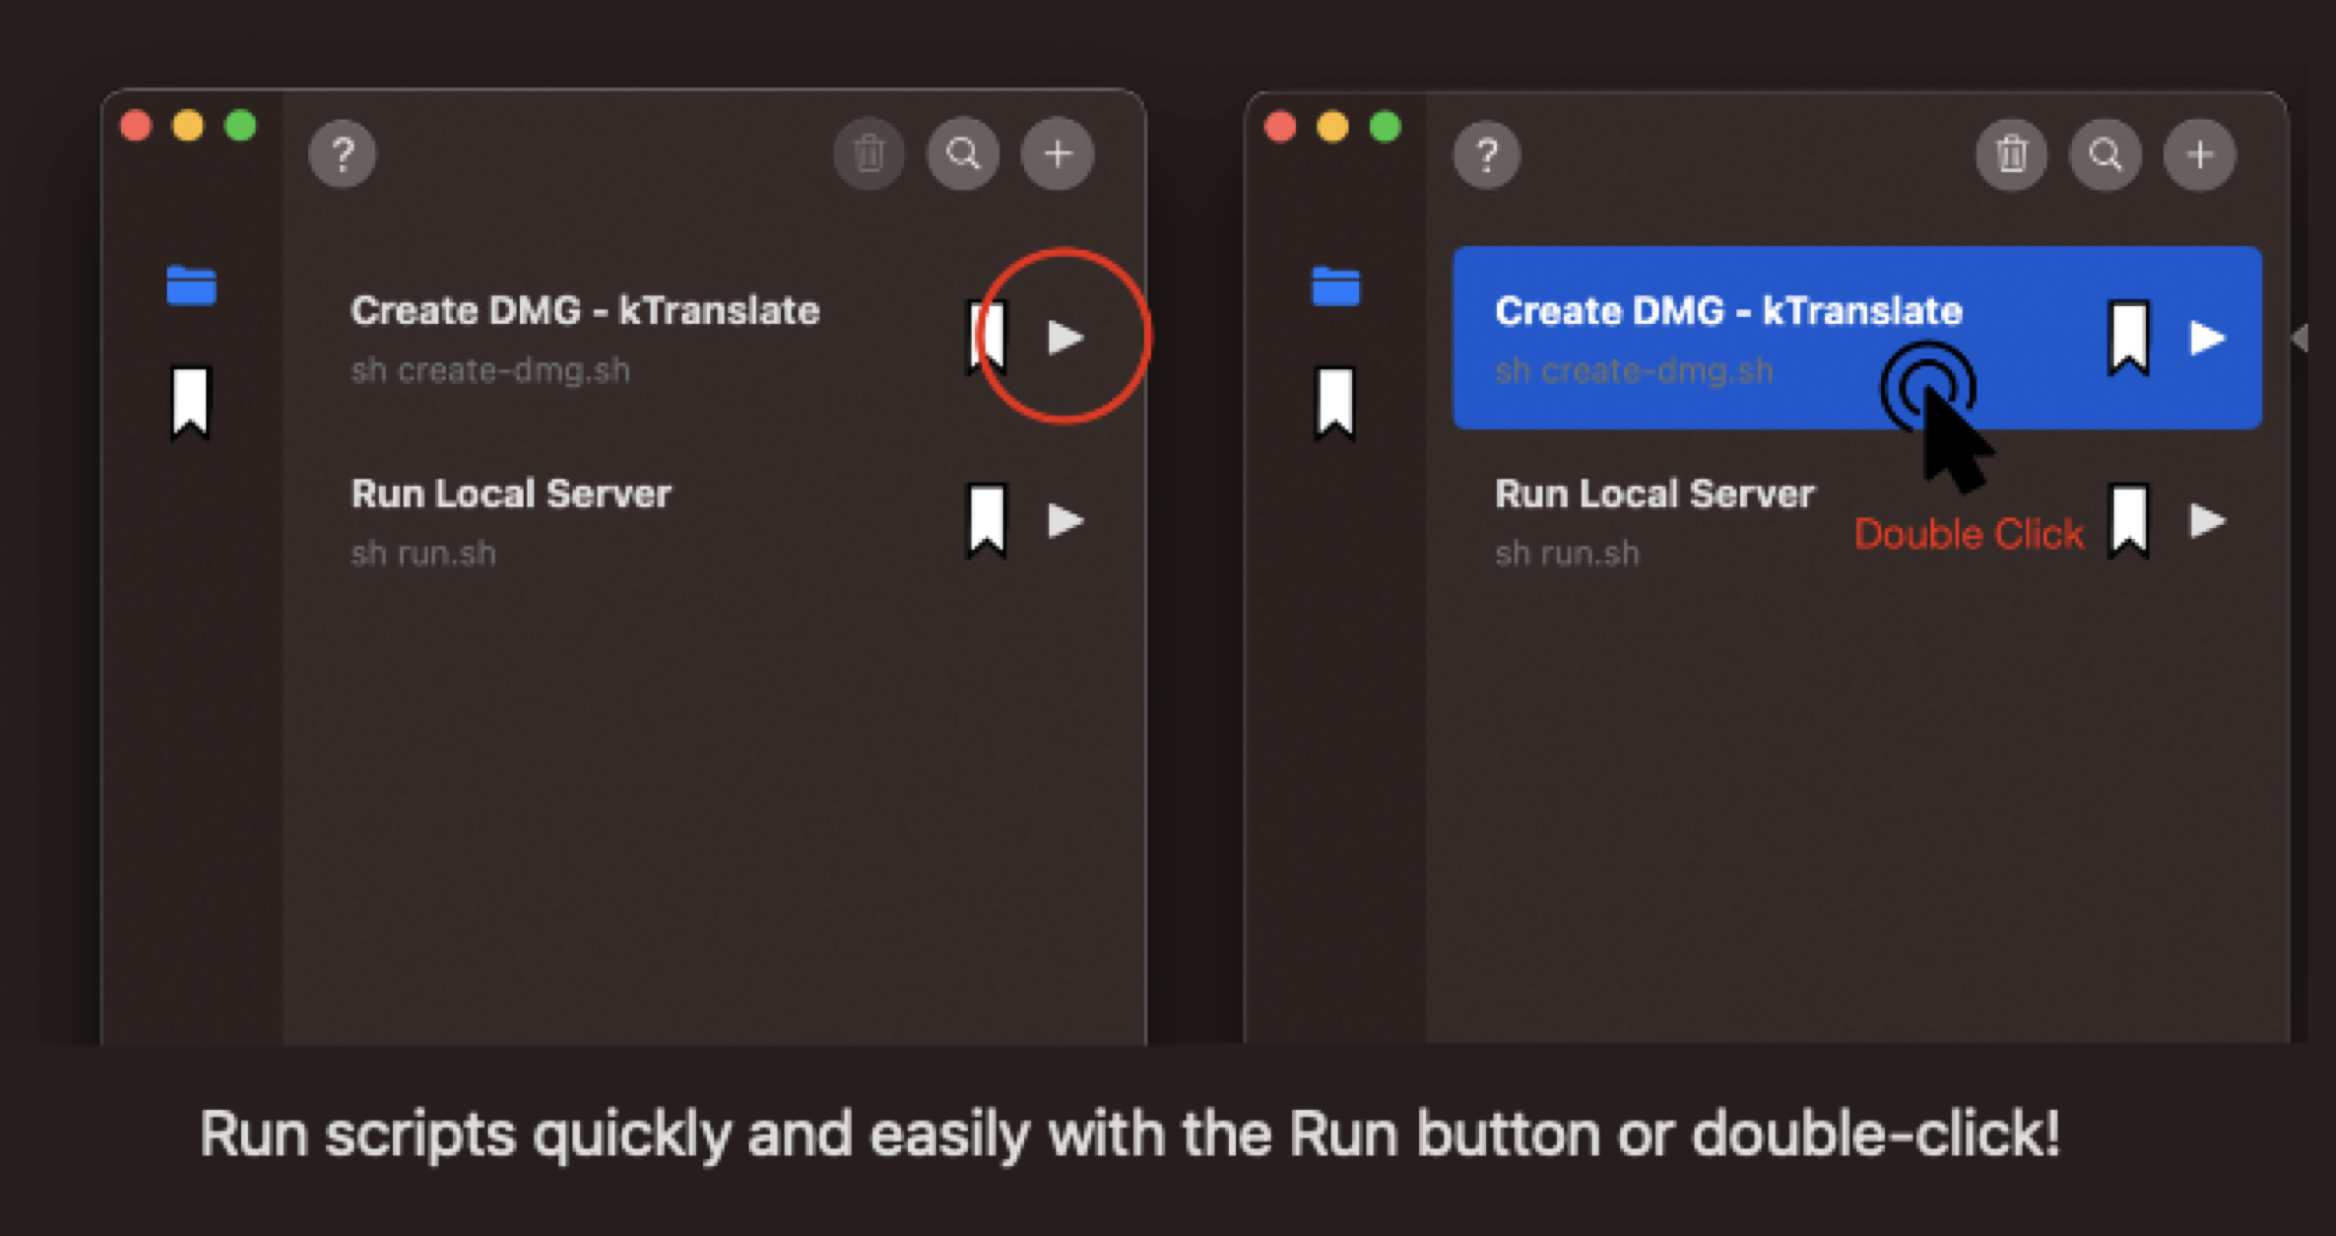 ?
Create DMG - kTranslate
sh create-dmg.sh
Run Local Server
sh run.sh
?
Create DMG - kTranslate
sh create-dmg.sh
Run Local Server
sh run.sh
Double Click
Run scripts quickly and easily with the Run button or double-click!